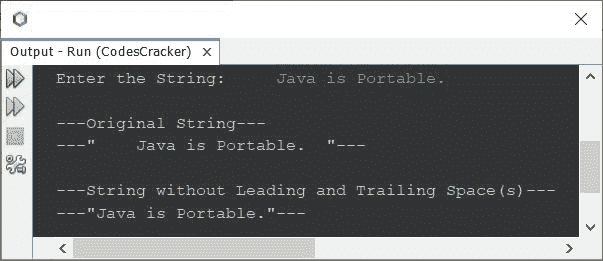 Output - Run (CodesCracker)
Enter the String:     Java is Portable.
---Original String---
---"    Java is Portable.  "---
---String without Leading and Trailing Space(s)---
---"Java is Portable."---